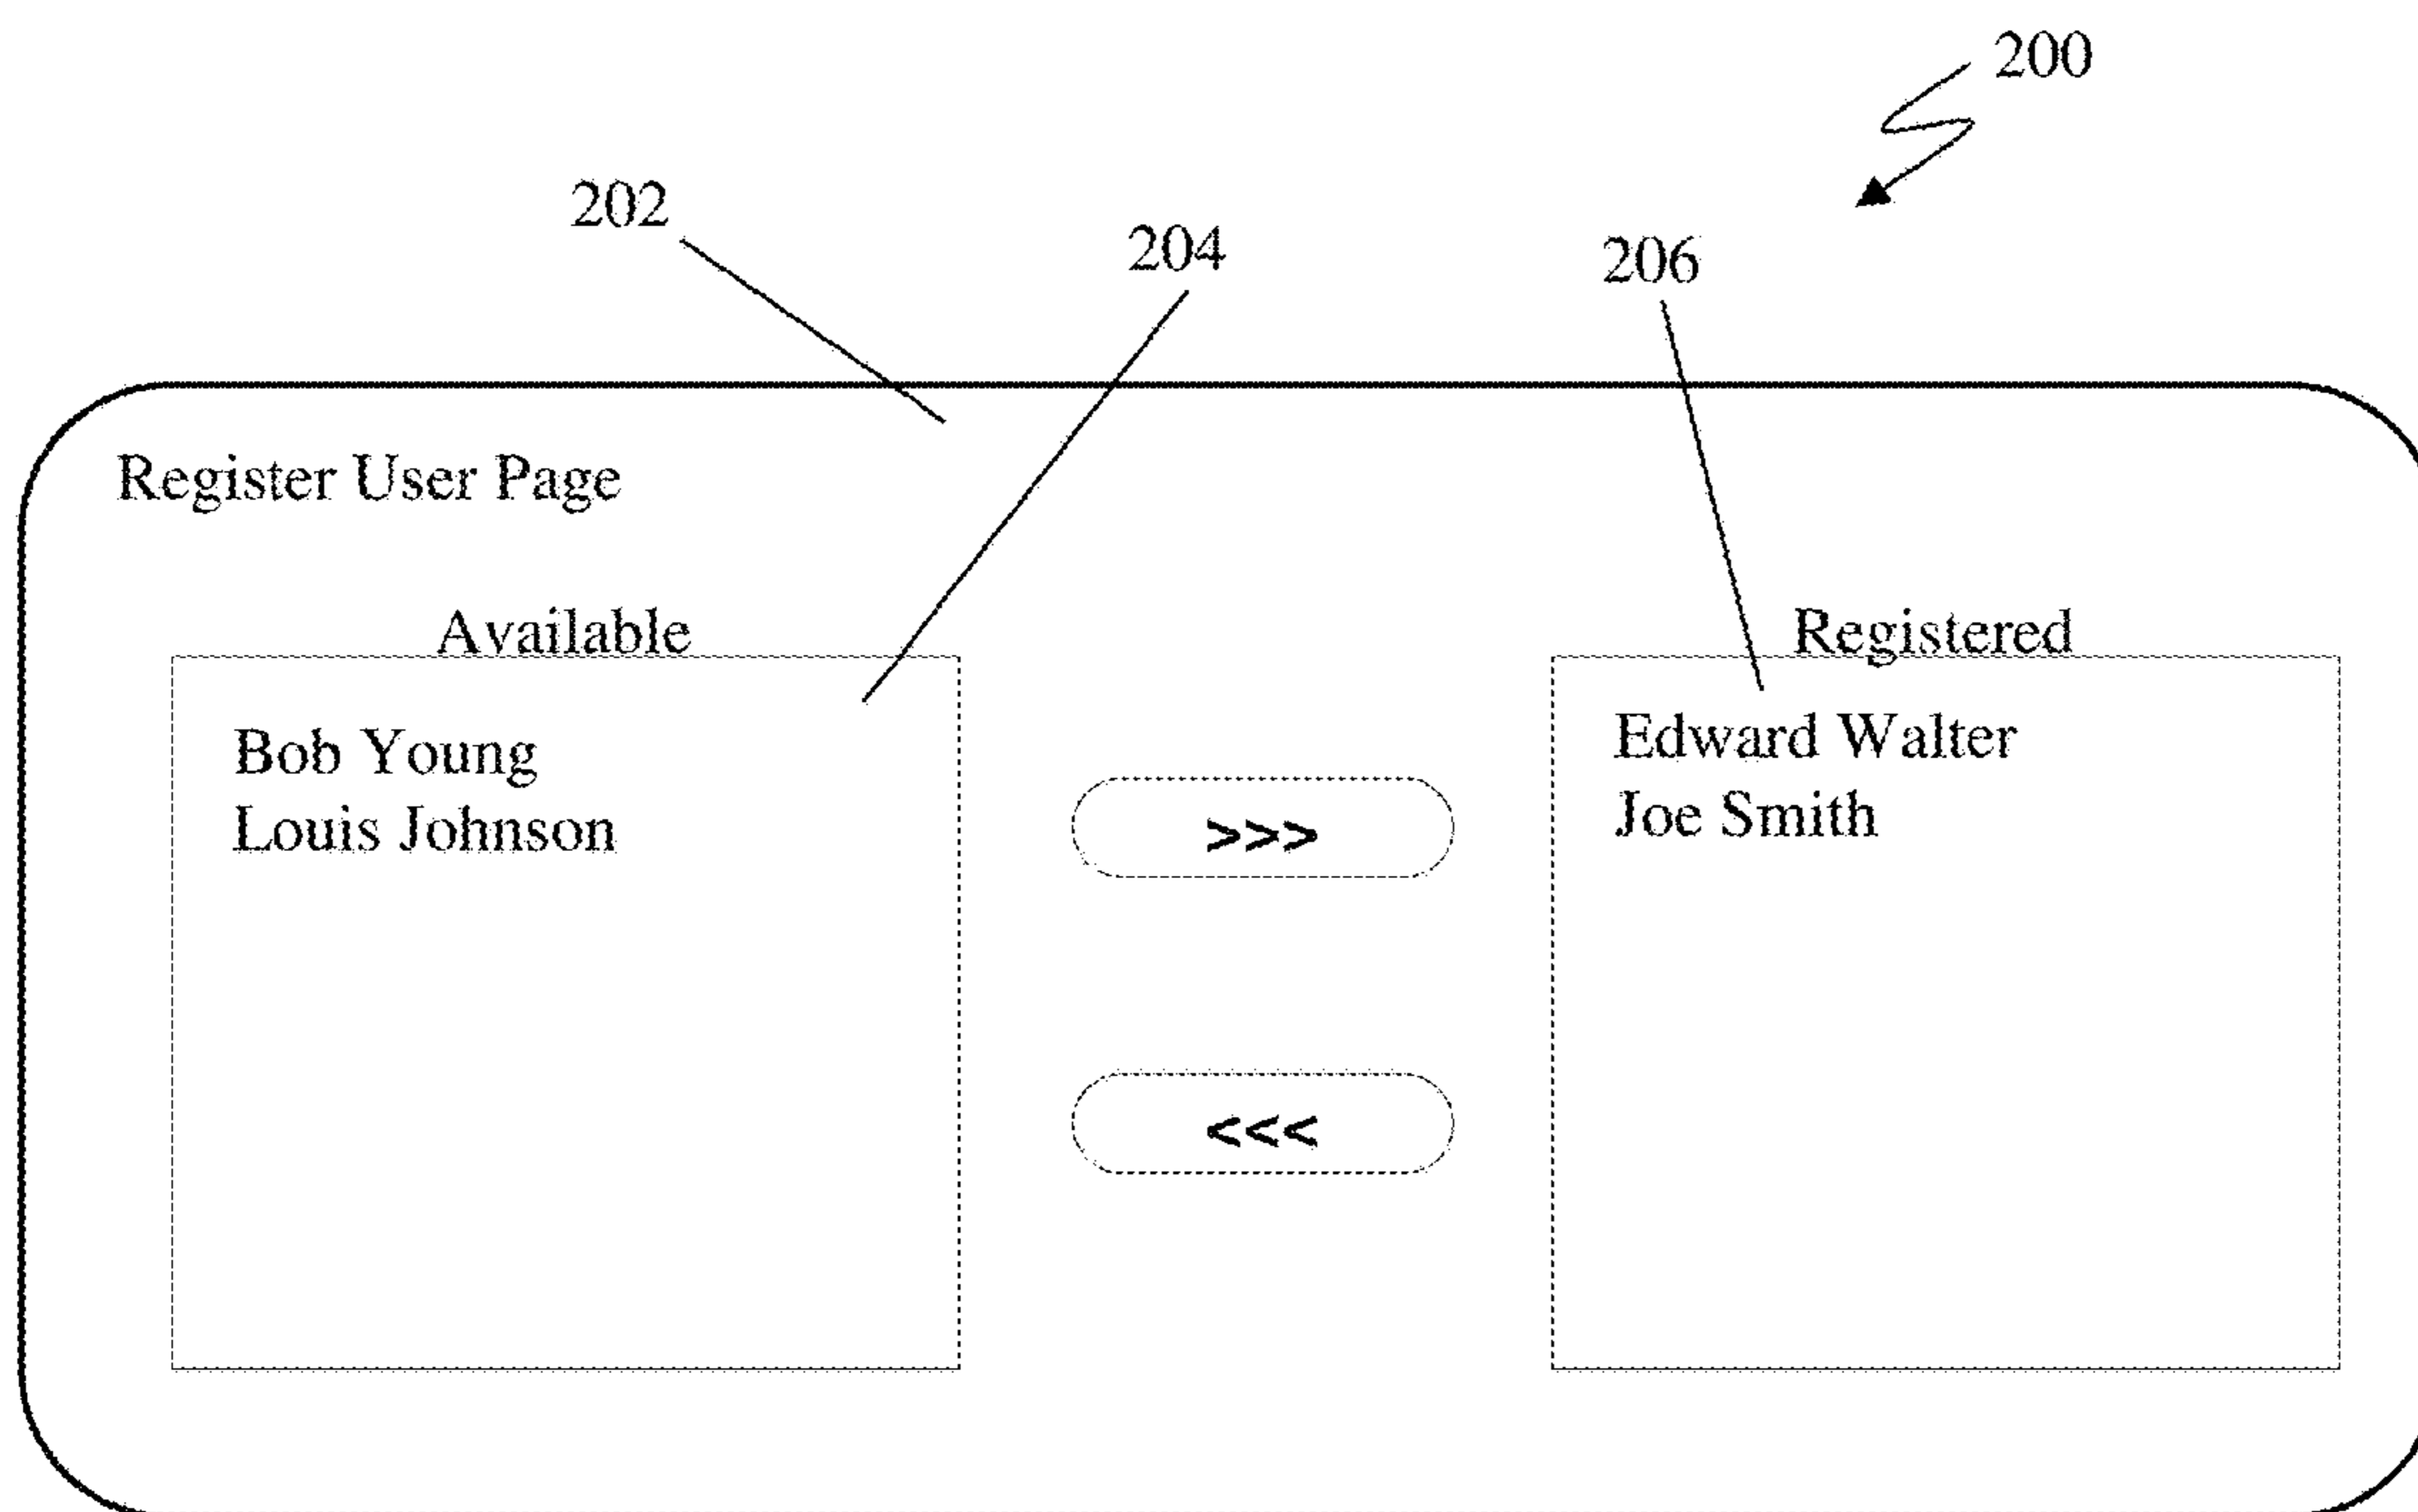 200
202
204
206
Register User Page
Available
Registered
Bob Young
Louis Johnson
Edward Walter
Joe Smith
>>>
<<<